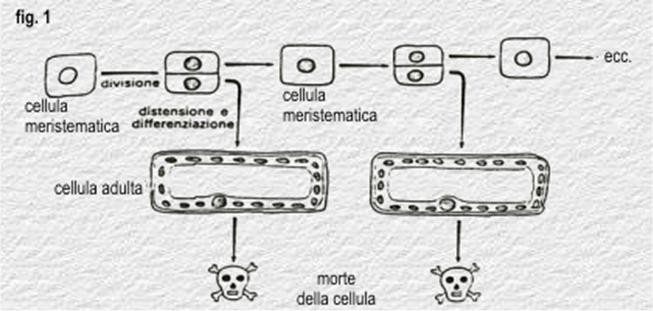 fig. 1
ecc.
divisione
cellula
meristematica
cellula
meristematica
distensione e
differenziazione
cellula adulta
morte
della cellula